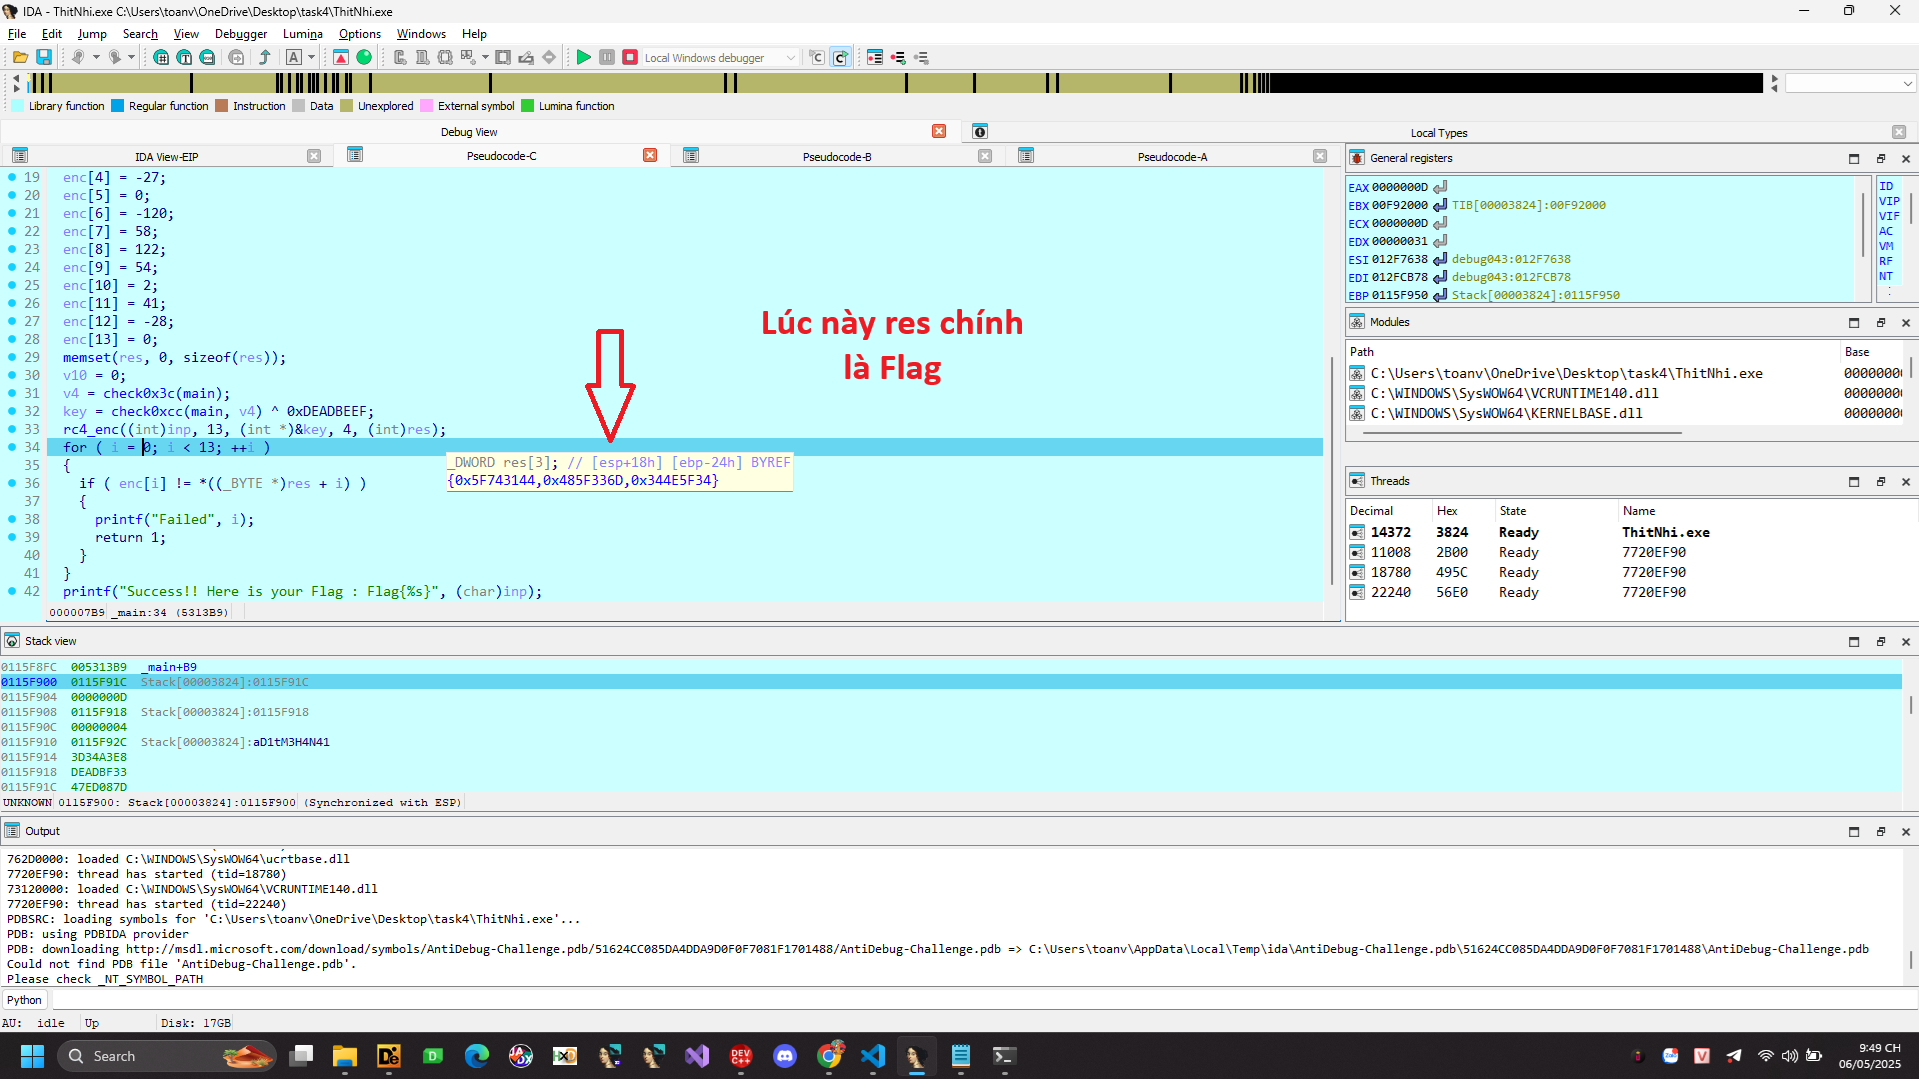 IDA - ThitNhi.exe C:\Users\toanv\OneDrive\Desktop\task4\ThitNhi.exe
File Edit Jump Search View Debugger Lumina Options Windows Help
Local Windows debugger
Library function Regular function Instruction Data Unexplored External symbol Lumina function
Debug View Local Types
IDA View-EIP Pseudocode-C Pseudocode-B Pseudocode-A
19 enc[4] = -27;
20 enc[5] = 0;
21 enc[6] = -120;
22 enc[7] = 58;
23 enc[8] = 122;
24 enc[9] = 54;
25 enc[10] = 2;
26 enc[11] = 41;
27 enc[12] = -28;
28 enc[13] = 0;
29 memset(res, 0, sizeof(res));
30 v10 = 0;
31 v4 = check0x3c(main);
32 key = check0xcc(main, v4) ^ 0xDEADBEEF;
33 rc4_enc((int)inp, 13, (int *)&key, 4, (int)res);
34 for ( i = 0; i < 13; ++i )
35 {
36 if ( enc[i] != *((_BYTE *)res + i) )
37 {
38 printf("Failed", i);
39 return 1;
40 }
41 }
42 printf("Success!! Here is your Flag : Flag{%s}", (char)inp);
000007B9 _main:34 (5313B9)
Lúc này res chính
là Flag
_DWORD res[3]; // [esp+18h] [ebp-24h] BYREF
{0x5F743144,0x485F336D,0x344E5F34}
General registers
EAX 0000000D
EBX 00F92000 TIB[00003824]:00F92000
ECX 0000000D
EDX 00000031
ESI 012F7638 debug043:012F7638
EDI 012FCB78 debug043:012FCB78
EBP 0115F950 Stack[00003824]:0115F950
ID
VIP
VIF
AC
VM
RF
NT
Modules
Path Base
C:\Users\toanv\OneDrive\Desktop\task4\ThitNhi.exe
C:\WINDOWS\SysWOW64\VCRUNTIME140.dll
C:\WINDOWS\SysWOW64\KERNELBASE.dll
Threads
Decimal Hex State Name
14372 3824 Ready ThitNhi.exe
11008 2B00 Ready 7720EF90
18780 495C Ready 7720EF90
22240 56E0 Ready 7720EF90
Stack view
0115F8FC 005313B9 _main+B9
0115F900 0115F91C Stack[00003824]:0115F91C
0115F904 0000000D
0115F908 0115F918 Stack[00003824]:0115F918
0115F90C 00000004
0115F910 0115F92C Stack[00003824]:aD1tM3H4N41
0115F914 3D34A3E8
0115F918 DEADBF33
0115F91C 47ED087D
UNKNOWN 0115F900: Stack[00003824]:0115F900 (Synchronized with ESP)
Output
762D0000: loaded C:\WINDOWS\SysWOW64\ucrtbase.dll
7720EF90: thread has started (tid=18780)
73120000: loaded C:\WINDOWS\SysWOW64\VCRUNTIME140.dll
7720EF90: thread has started (tid=22240)
PDBSRC: loading symbols for 'C:\Users\toanv\OneDrive\Desktop\task4\ThitNhi.exe'...
PDB: using PDBIDA provider
PDB: downloading http://msdl.microsoft.com/download/symbols/AntiDebug-Challenge.pdb/51624CC085DA4DDA9D0F0F7081F1701488/AntiDebug-Challenge.pdb => C:\Users\toanv\AppData\Local\Temp\ida\AntiDebug-Challenge.pdb\51624CC085DA4DDA9D0F0F7081F1701488\AntiDebug-Challenge.pdb
Could not find PDB file 'AntiDebug-Challenge.pdb'.
Please check _NT_SYMBOL_PATH
Python
AU: idle Up Disk: 17GB
Search
9:49 CH
06/05/2025